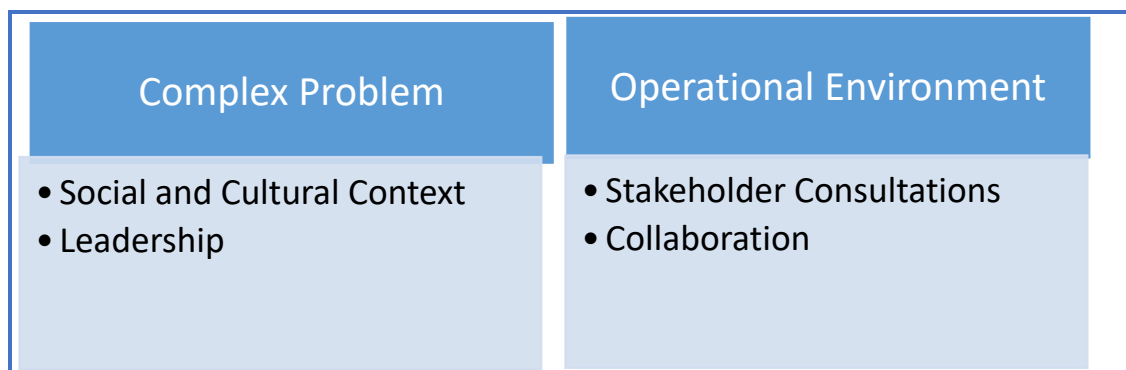 Complex Problem
• Social and Cultural Context
• Leadership
Operational Environment
• Stakeholder Consultations
• Collaboration